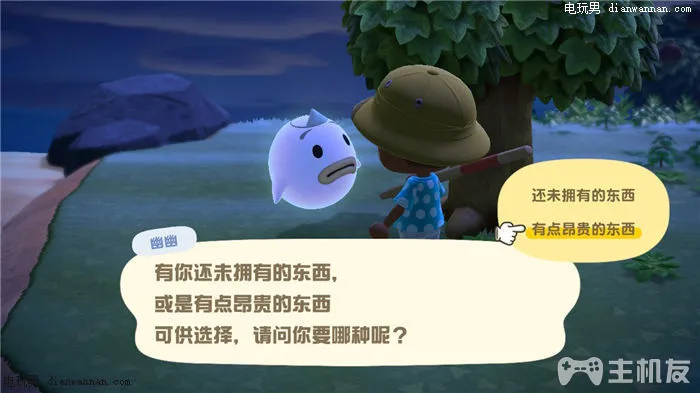 电玩男 dianwannan.com
还未拥有的东西
有点昂贵的东西
幽幽
有你还未拥有的东西，
或是有点昂贵的东西
可供选择，请问你要哪种呢？
主机友
电玩男 dianwannan.com